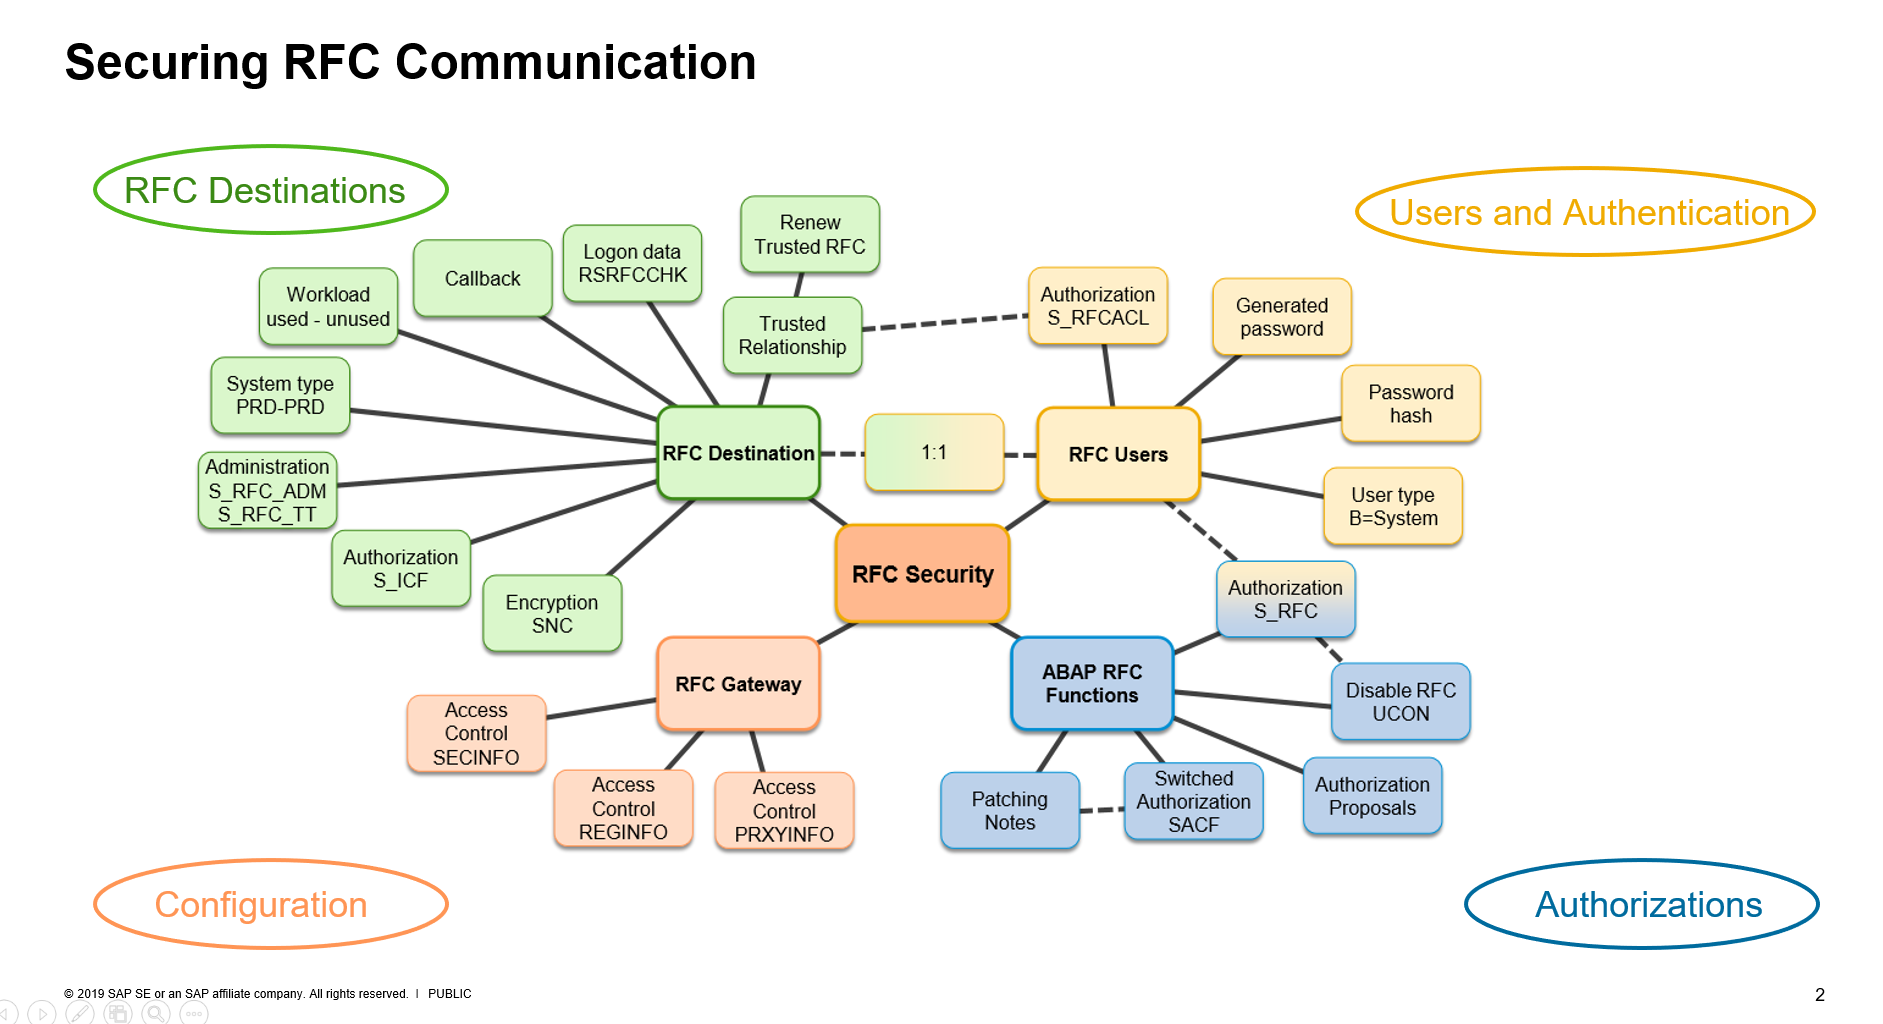 Securing RFC Communication
RFC Destinations
Users and Authentication
Renew
Trusted RFC
Logon data
RSRFCCHK
Callback
Workload
used - unused
Trusted
Relationship
Authorization
S_RFCACL
Generated
password
System type
PRD-PRD
Password
hash
RFC Destination
1:1
RFC Users
Administration
S_RFC_ADM
S_RFC_TT
User type
B=System
Authorization
S_ICF
Encryption
SNC
RFC Security
Authorization
S_RFC
RFC Gateway
ABAP RFC
Functions
Disable RFC
UCON
Access
Control
SECINFO
Access
Control
REGINFO
Access
Control
PRXYINFO
Patching
Notes
Switched
Authorization
SACF
Authorization
Proposals
Configuration
Authorizations
© 2019 SAP SE or an SAP affiliate company. All rights reserved. | PUBLIC
2